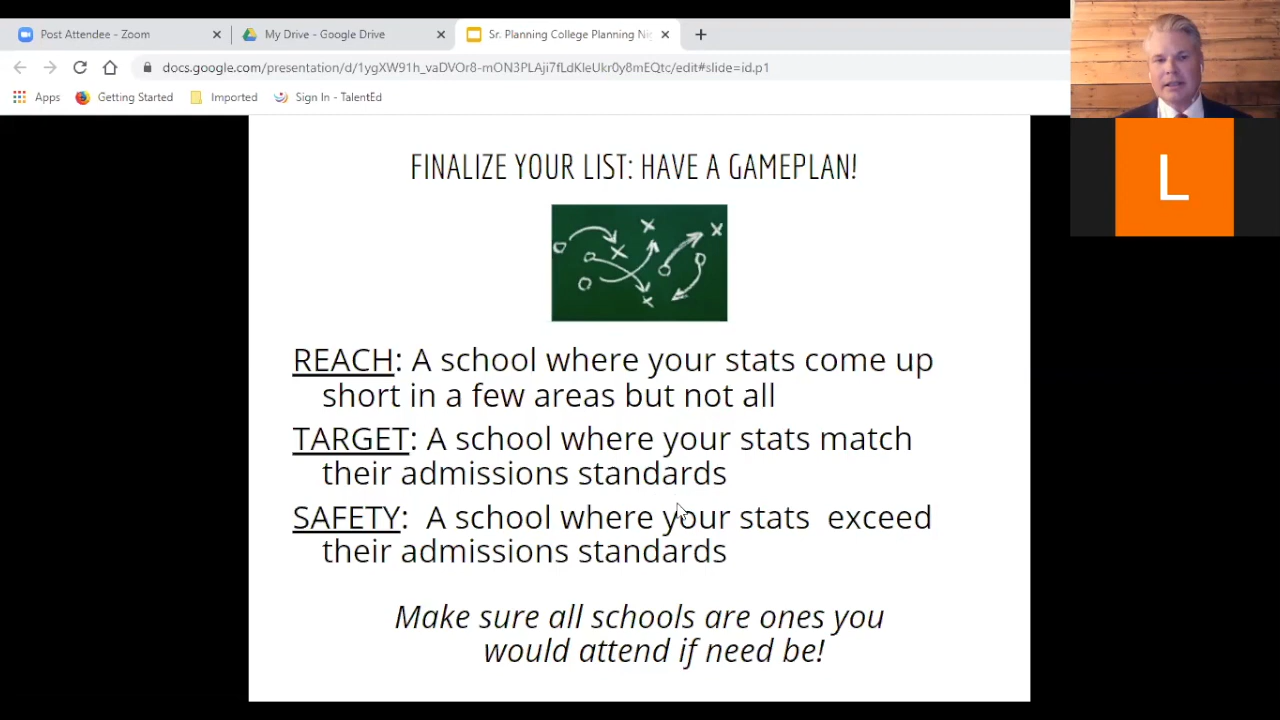 Post Attendee - Zoom
My Drive - Google Drive
Sr. Planning College Planning Nig
docs.google.com/presentation/d/1ygXW91h_vaDVOr8-mON3PLAji7fLdKleUkr0y8mEQtc/edit#slide=id.p1
Apps
Getting Started
Imported
Sign In - TalentEd
L
FINALIZE YOUR LIST: HAVE A GAMEPLAN!
REACH: A school where your stats come up
short in a few areas but not all
TARGET: A school where your stats match
their admissions standards
SAFETY: A school where your stats exceed
their admissions standards
Make sure all schools are ones you
would attend if need be!